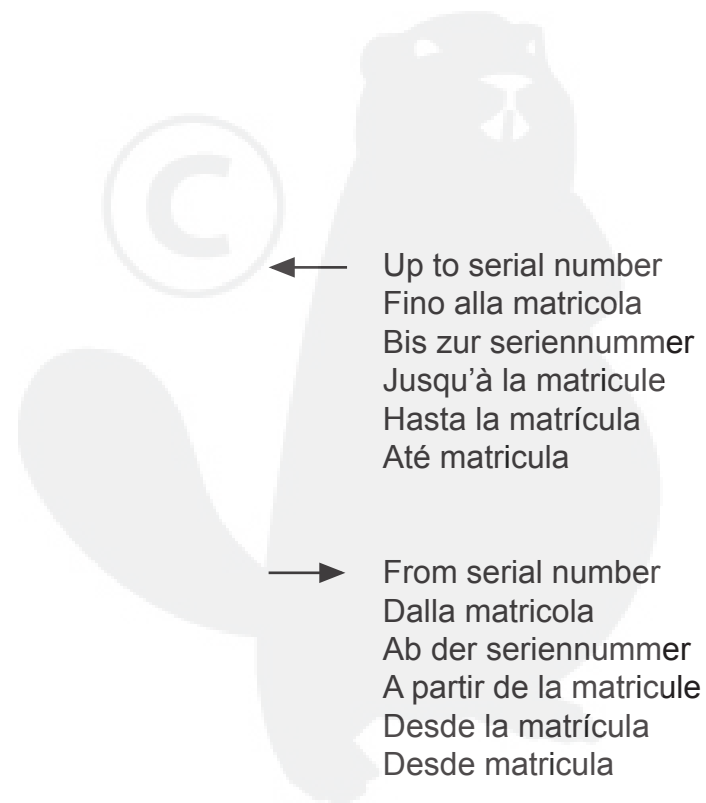 ©
Up to serial number
Fino alla matricola
Bis zur seriennummer
Jusqu’à la matricule
Hasta la matrícula
Até matricula
From serial number
Dalla matricola
Ab der seriennummer
A partir de la matricule
Desde la matrícula
Desde matricula